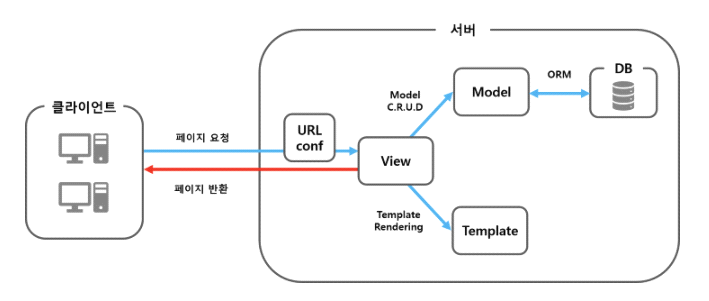 서버
클라이언트
페이지 요청
페이지 반환
URL
conf
View
Model
C.R.U.D
Model
ORM
DB
Template
Rendering
Template